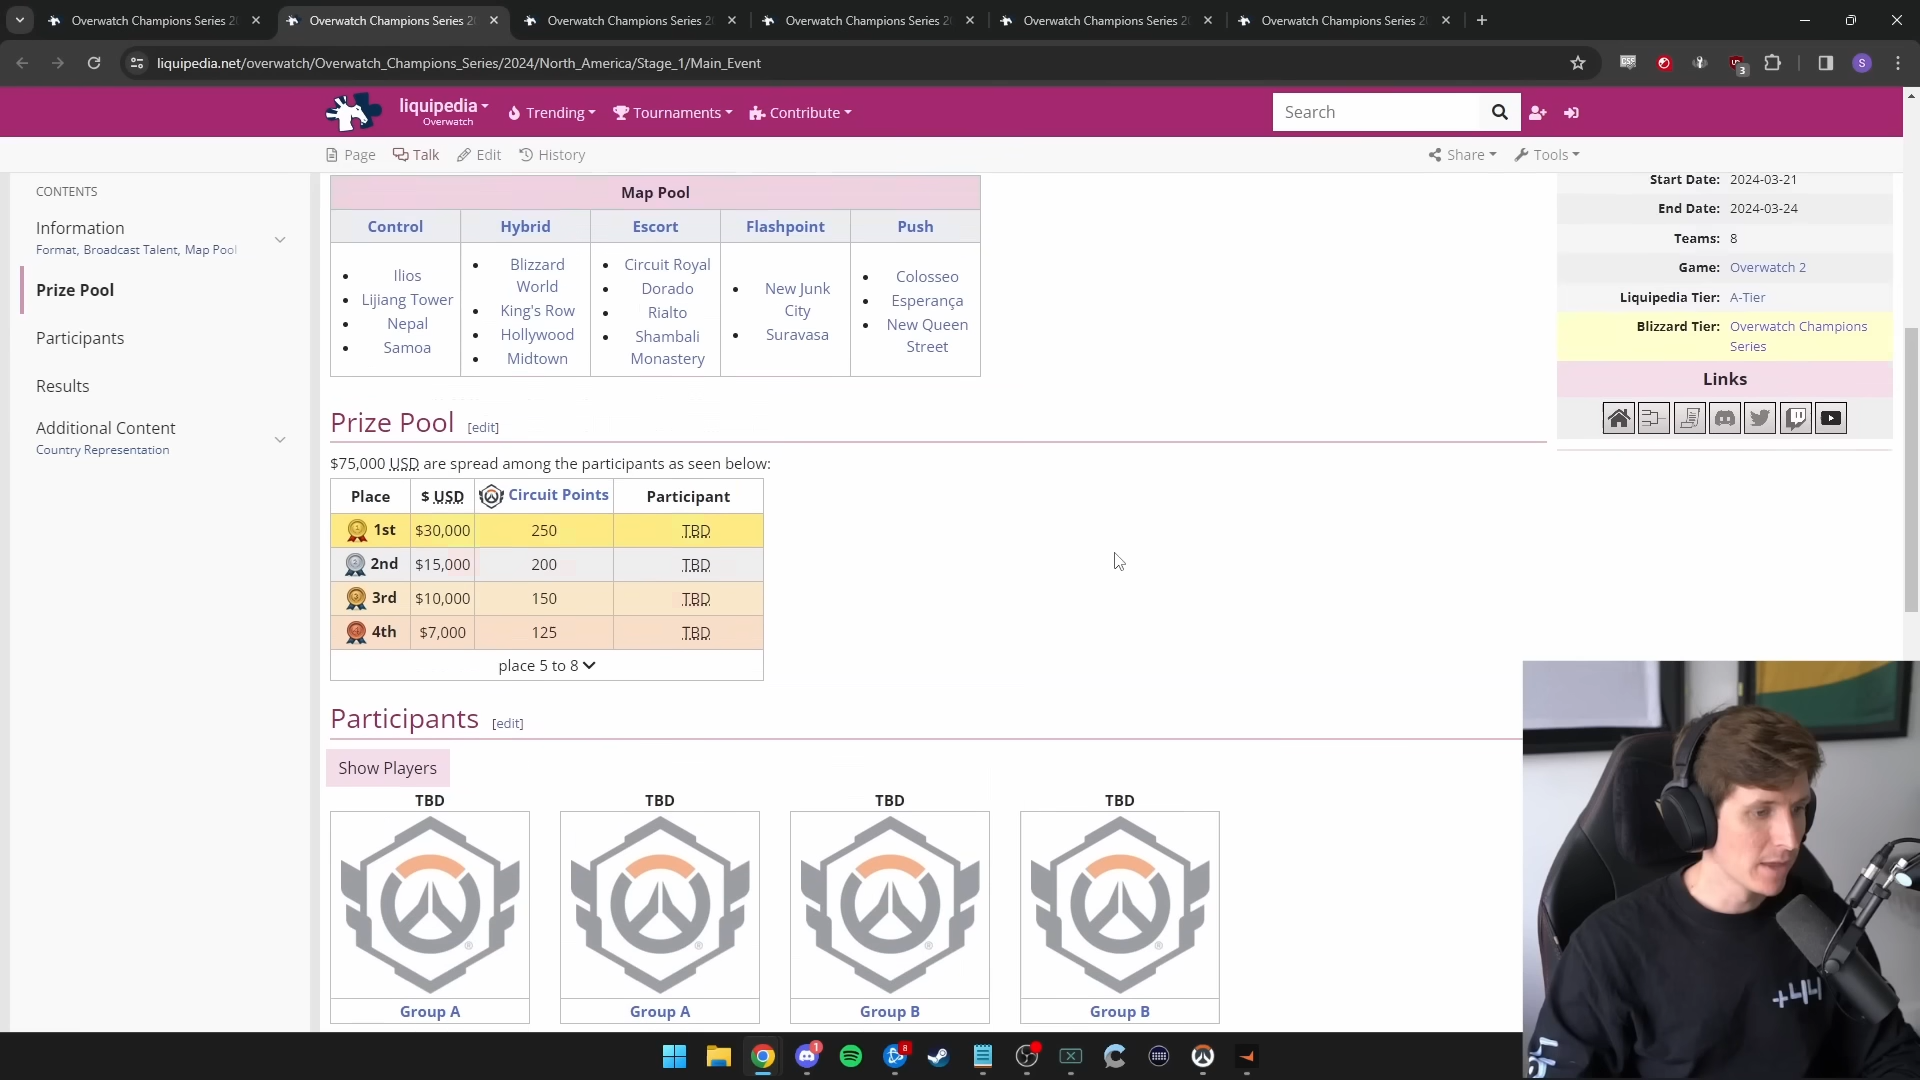 Overwatch Champions Series 2
Overwatch Champions Series 2
Overwatch Champions Series 2
Overwatch Champions Series 2
Overwatch Champions Series 2
Overwatch Champions Series 2
liquipedia.net/overwatch/Overwatch_Champions_Series/2024/North_America/Stage_1/Main_Event
3
S
liquipedia
Overwatch
Trending
Tournaments
Contribute
Search
Page
Talk
Edit
History
Share
Tools
CONTENTS
Information
Format, Broadcast Talent, Map Pool
Prize Pool
Participants
Results
Additional Content
Country Representation
Map Pool
Control
Hybrid
Escort
Flashpoint
Push
Ilios
Lijiang Tower
Nepal
Samoa
Blizzard
World
King's Row
Hollywood
Midtown
Circuit Royal
Dorado
Rialto
Shambali
Monastery
New Junk
City
Suravasa
Colosseo
Esperança
New Queen
Street
Start Date: 2024-03-21
End Date: 2024-03-24
Teams: 8
Game: Overwatch 2
Liquipedia Tier: A-Tier
Blizzard Tier: Overwatch Champions
Series
Links
Prize Pool [edit]
$75,000 USD are spread among the participants as seen below:
Place $ USD Circuit Points Participant
1st $30,000 250 TBD
2nd $15,000 200 TBD
3rd $10,000 150 TBD
4th $7,000 125 TBD
place 5 to 8
Participants [edit]
Show Players
TBD
TBD
TBD
TBD
Group A
Group A
Group B
Group B
+44
1
8